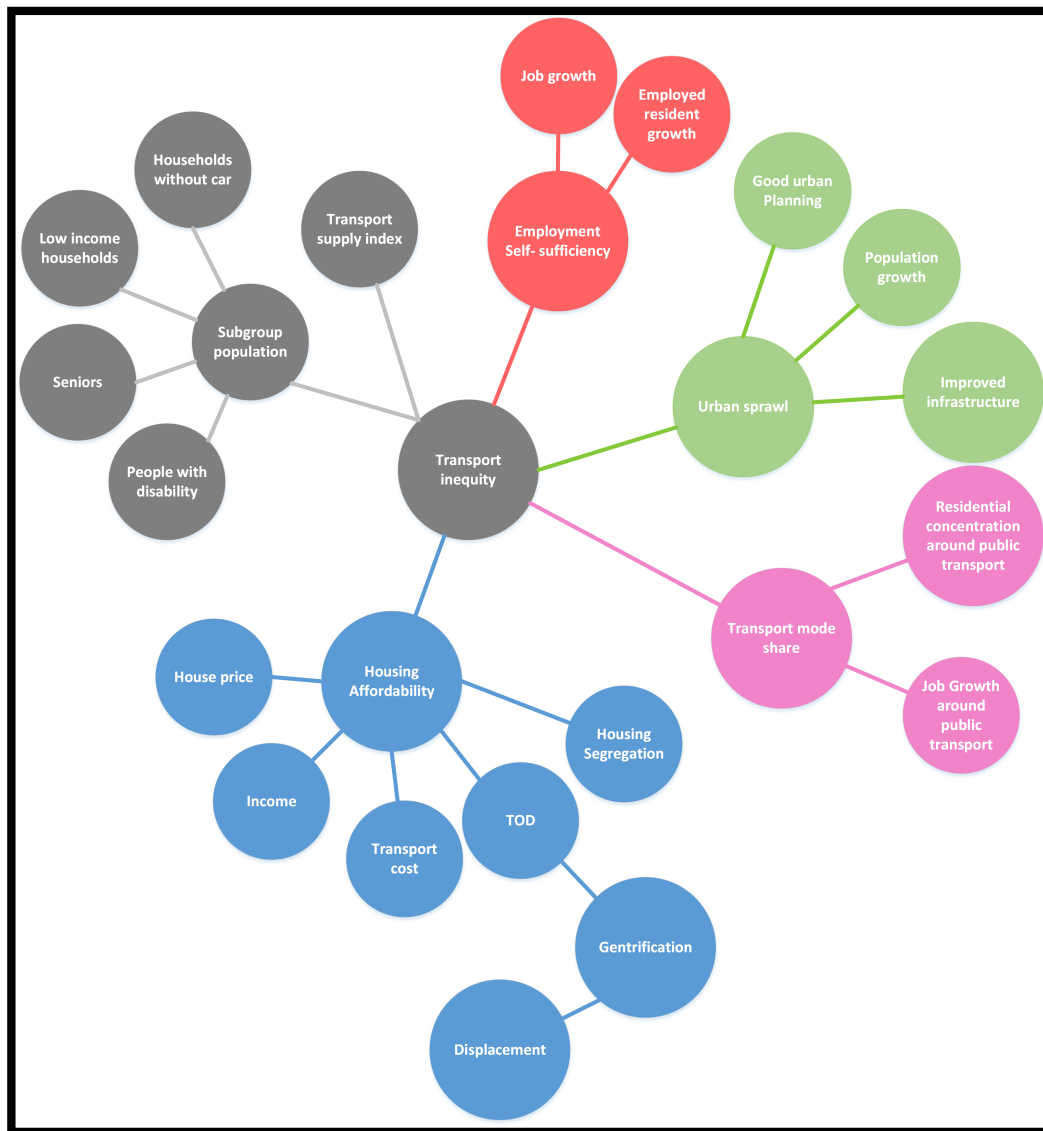 Job growth
Employed
resident
growth
Households
without car
Good urban
Planning
Transport
supply index
Low income
households
Employment
Self- sufficiency
Population
growth
Subgroup
population
Seniors
Improved
infrastructure
Urban sprawl
People with
disability
Transport
inequity
Residential
concentration
around public
transport
Transport mode
share
House price
Housing
Affordability
Job Growth
around
public
transport
Housing
Segregation
Income
TOD
Transport
cost
Gentrification
Displacement